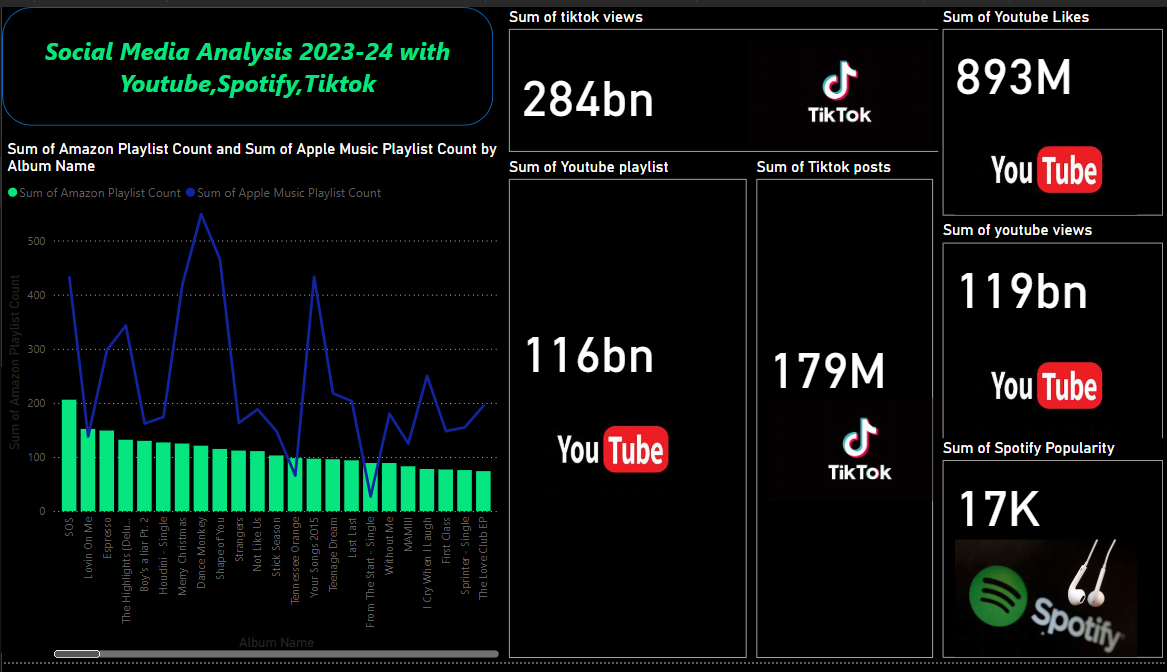 Social Media Analysis 2023-24 with
Youtube,Spotify,Tiktok
Sum of Amazon Playlist Count and Sum of Apple Music Playlist Count by
Album Name
Sum of Amazon Playlist Count
Sum of Apple Music Playlist Count
Sum of Amazon Playlist Count
500
400
300
200
100
0
SOS
Lovin On Me
Espresso
The Highlights (Delu...
Boy's a liar Pt. 2
Houdini - Single
Merry Christmas
Dance Monkey
Shape of You
Strangers
Not Like Us
Stick Season
Tennessee Orange
Your Songs 2015
Teenage Dream
Last Last
From The Start - Single
Without Me
MAMIII
I Cry When I Laugh
First Class
Sprinter - Single
The Love Club EP
Album Name
Sum of tiktok views
284bn
TikTok
Sum of Youtube playlist
116bn
YouTube
Sum of Tiktok posts
179M
TikTok
Sum of Youtube Likes
893M
YouTube
Sum of youtube views
119bn
YouTube
Sum of Spotify Popularity
17K
Spotify